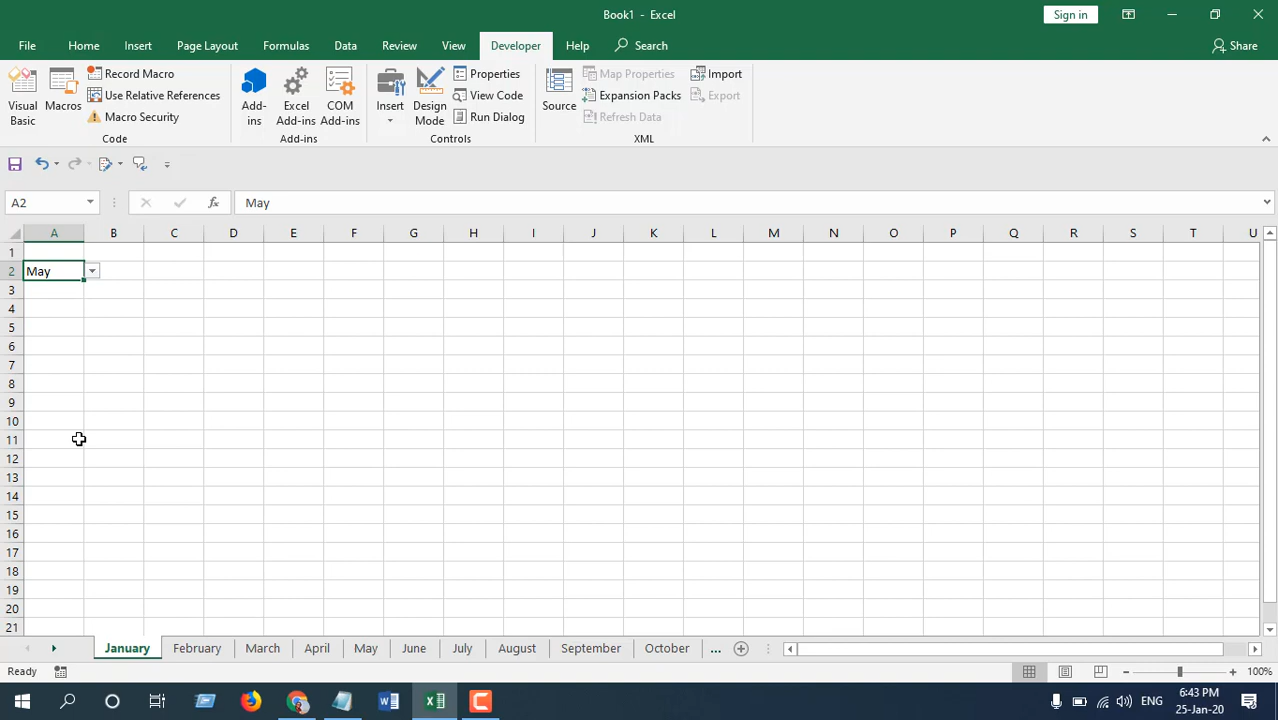 Book1 - Excel
Sign in
File Home Insert Page Layout Formulas Data Review View Developer Help Search Share
Visual Basic
Macros
Record Macro
Use Relative References
Macro Security
Code
Add-ins
Excel Add-ins
COM Add-ins
Add-ins
Insert
Design Mode
Properties
View Code
Run Dialog
Controls
Source
Map Properties
Expansion Packs
Refresh Data
Import
Export
XML
A2
fx
May
A B C D E F G H I J K L M N O P Q R S T U
1
2 May
3
4
5
6
7
8
9
10
11
12
13
14
15
16
17
18
19
20
21
January February March April May June July August September October ...
Ready
100%
ENG
6:43 PM
25-Jan-20